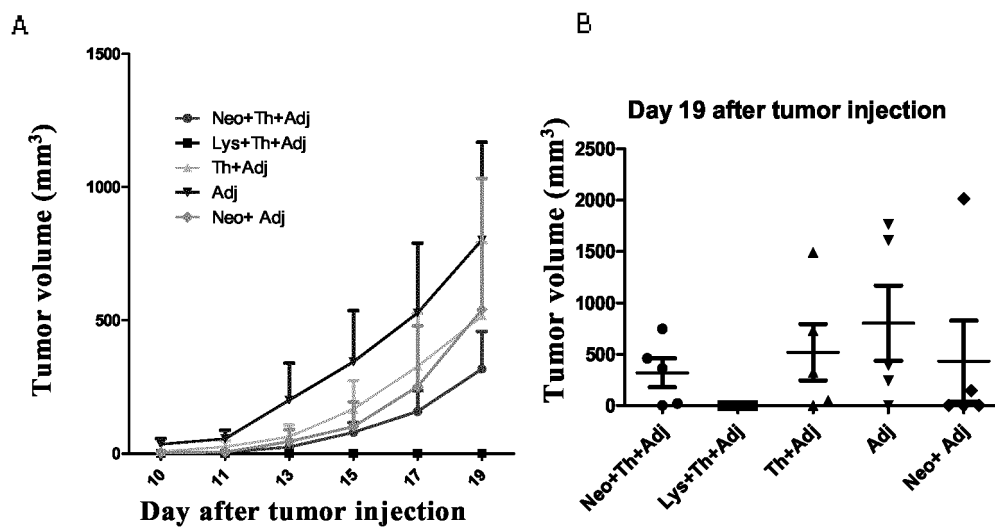 A
Tumor volume (mm3)
1500
1000
500
0
Neo+Th+Adj
Lys+Th+Adj
Th+Adj
Adj
Neo+ Adj
10 11 13 15 17 19
Day after tumor injection
B
Day 19 after tumor injection
Tumor volume (mm3)
2500
2000
1500
1000
500
0
Neo+Th+Adj
Lys+Th+Adj
Th+Adj
Adj
Neo+ Adj